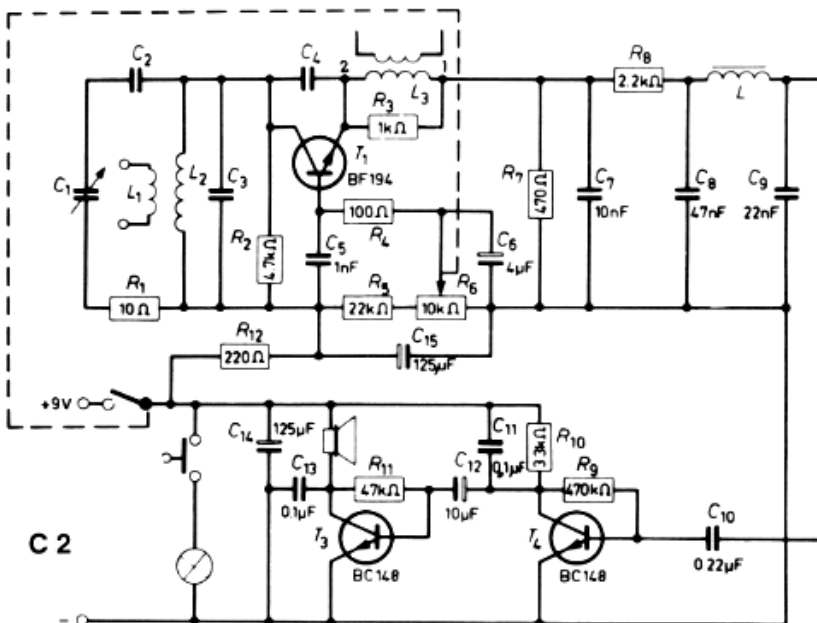 C2
C4
2
1
L3
R8
2.2kΩ
L
R3
1kΩ
T1
BF194
C1
L1
L2
C3
R7
470Ω
C7
10nF
C8
47nF
C9
22nF
R2
4.7kΩ
100Ω
R4
C5
1nF
C6
4µF
R1
10Ω
R5
22kΩ
R6
10kΩ
R12
220Ω
C15
125µF
+9V
C14
125µF
C11
0,1µF
R10
3.3kΩ
C13
0.1µF
R11
47kΩ
C12
10µF
R9
470kΩ
T3
BC148
T4
BC148
C10
0.22µF
C 2
–